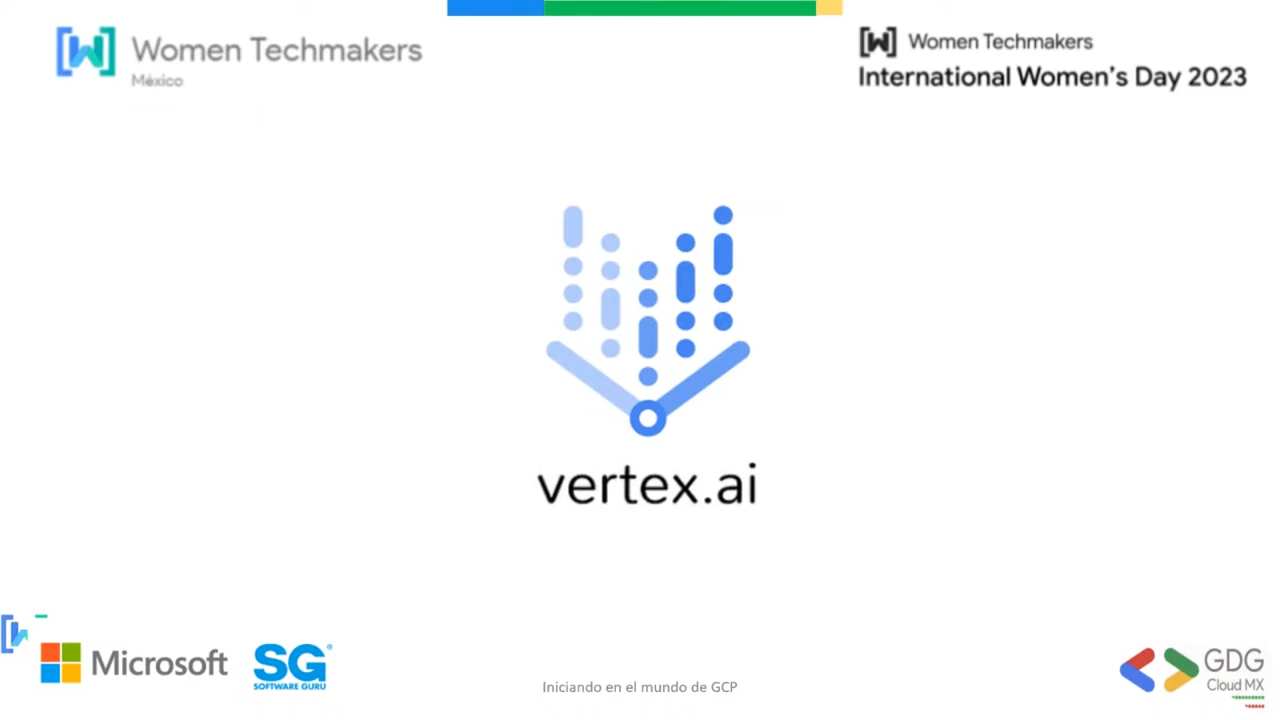 Women Techmakers
México
Women Techmakers
International Women's Day 2023
vertex.ai
Microsoft
SG
SOFTWARE GURU
Iniciando en el mundo de GCP
GDG
Cloud MX